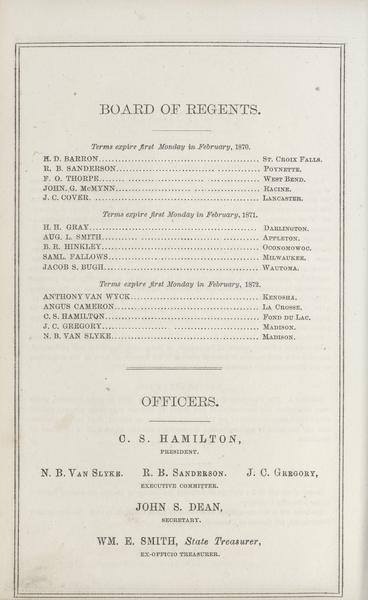 BOARD OF REGENTS.
Terms expire first Monday in February, 1870.
H. D. BARRON........ST. CROIX FALLS.
R. B. SANDERSON........POYNETTE.
F. O. THORPE........WEST BEND.
JOHN. G. McMYNN........RACINE.
J. C. COVER.........LANCASTER.
Terms expire first Monday in February, 1871.
H. H. GRAY........DARLINGTON.
AUG. L. SMITH........APPLETON.
B. R. HINKLEY........OCONOMOWOC.
SAML. FALLOWS........MILWAUKEE.
JACOB S. BUGH........WAUTOMA.
Terms expire first Monday in February, 1872.
ANTHONY VAN WYCK........KENOSHA.
ANGUS CAMERON........LA CROSSE.
C. S. HAMILTON........FOND DU LAC.
J. C. GREGORY........MADISON.
N. B. VAN SLYKE........MADISON.
OFFICERS.
C. S. HAMILTON,
PRESIDENT.
N. B. VAN SLYKE. R. B. SANDERSON. J. C. GREGORY,
EXECUTIVE COMMITTEE.
JOHN S. DEAN,
SECRETARY.
WM. E. SMITH, State Treasurer,
EX-OFFICIO TREASURER.